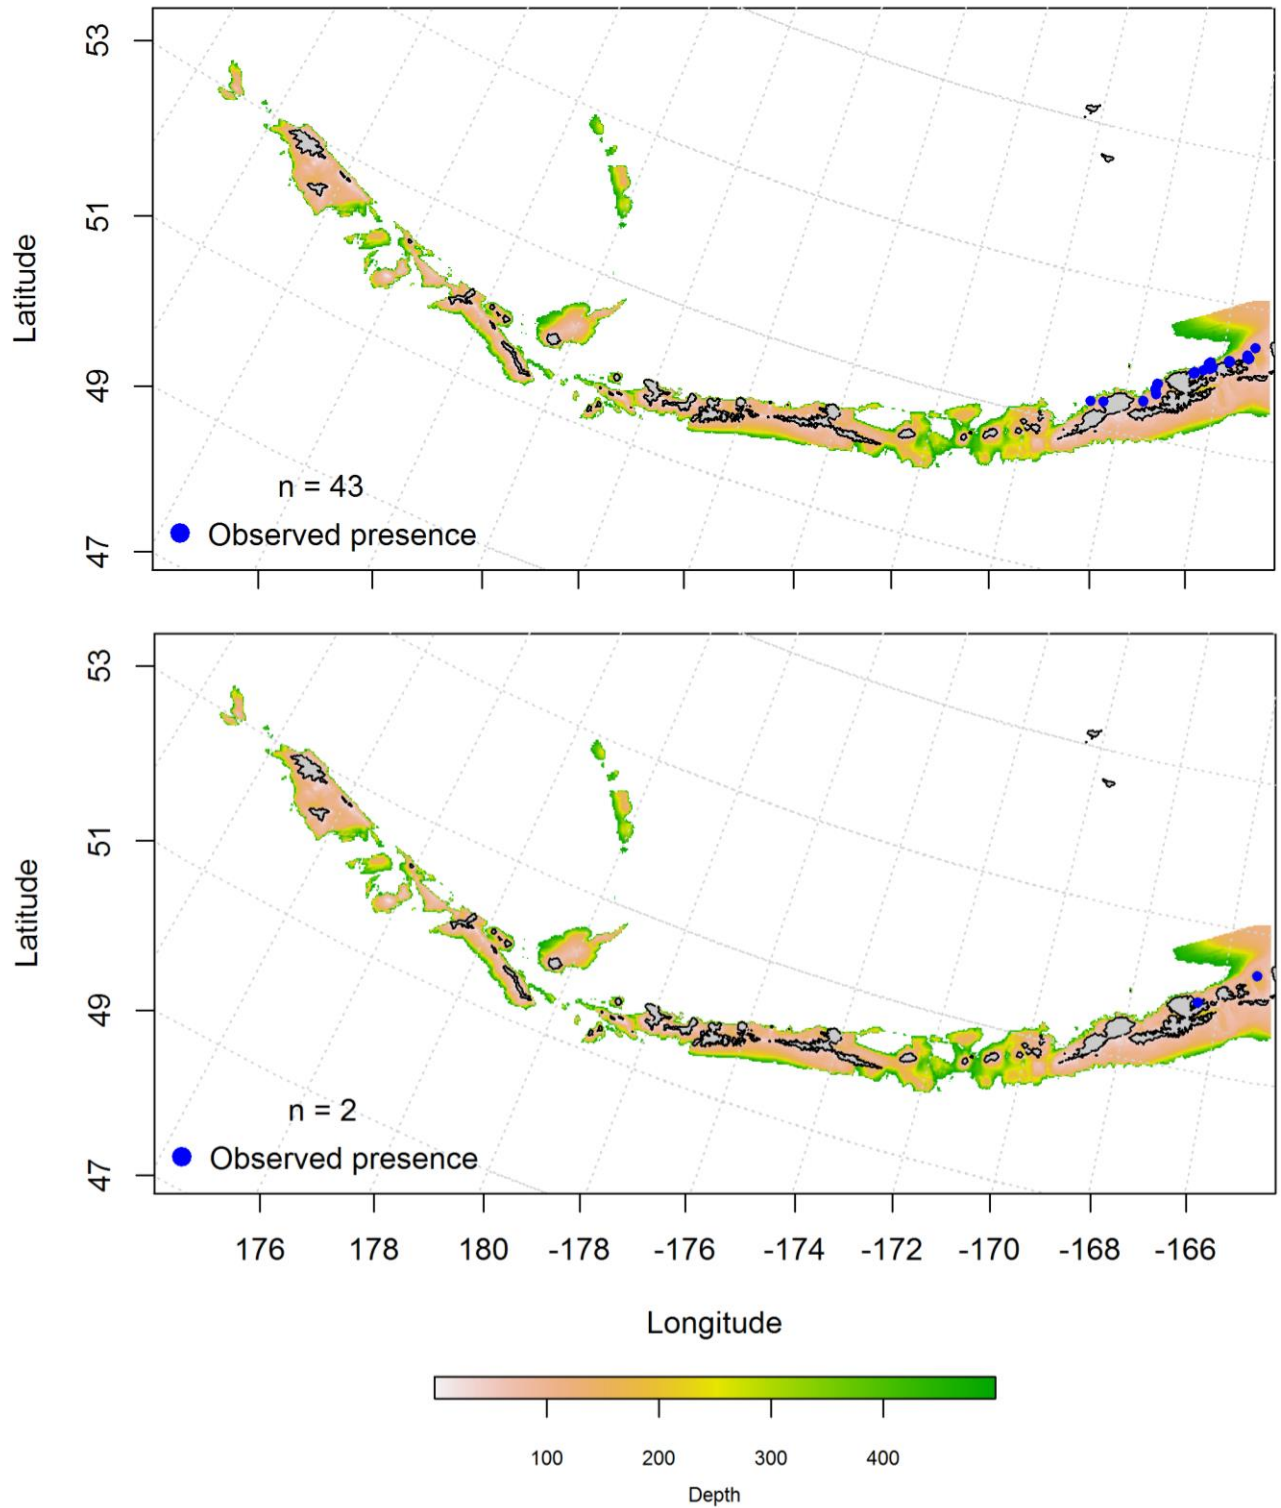 53
51
49
47
Latitude
n = 43
Observed presence
53
51
49
47
Latitude
n = 2
Observed presence
176 178 180 -178 -176 -174 -172 -170 -168 -166
Longitude
100 200 300 400
Depth